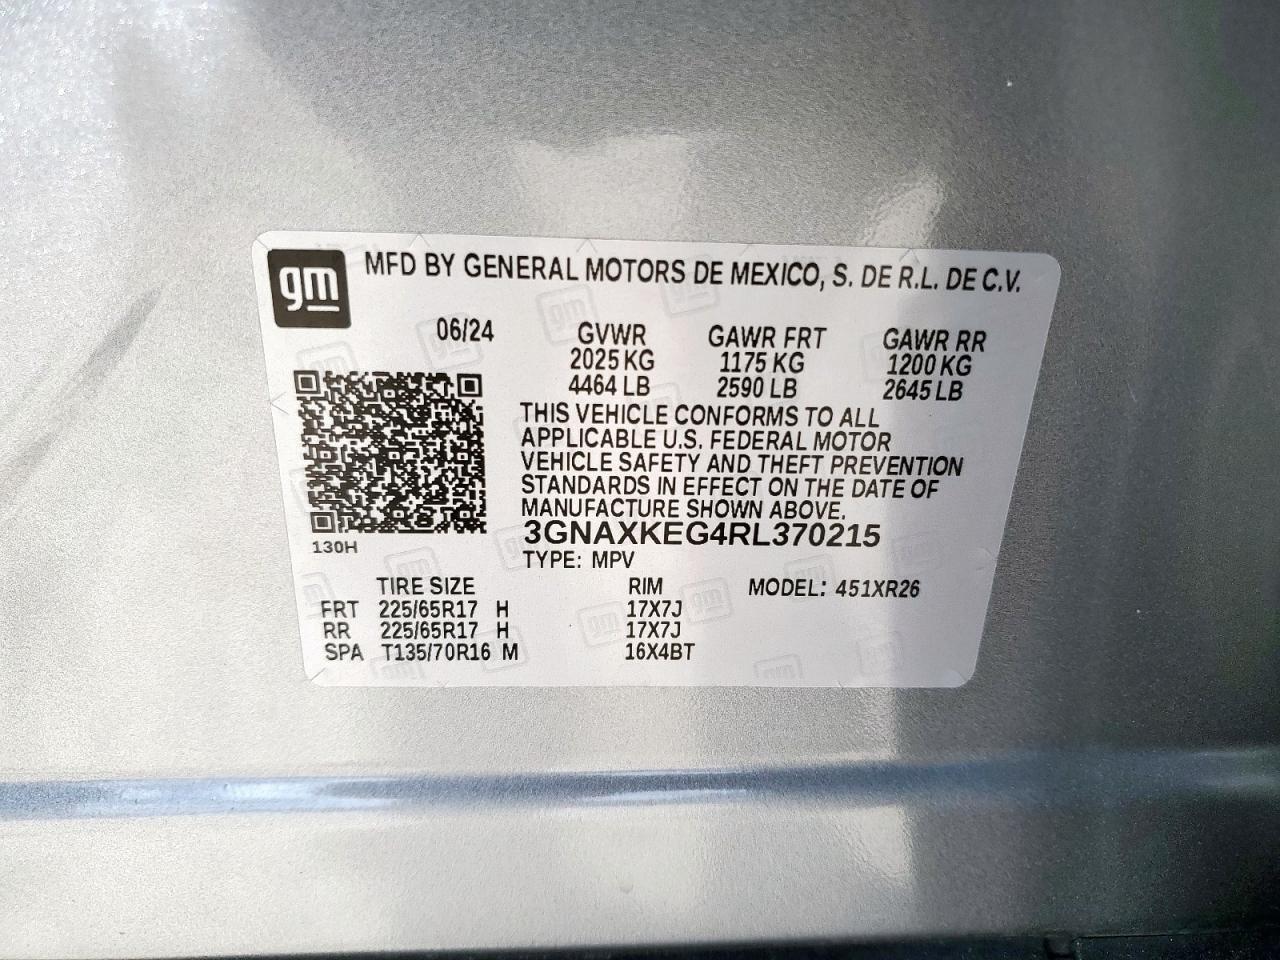 gm
MFD BY GENERAL MOTORS DE MEXICO, S. DE R.L. DE C.V.
06/24 GVWR GAWR FRT GAWR RR
2025 KG 1175 KG 1200 KG
4464 LB 2590 LB 2645 LB
THIS VEHICLE CONFORMS TO ALL
APPLICABLE U.S. FEDERAL MOTOR
VEHICLE SAFETY AND THEFT PREVENTION
STANDARDS IN EFFECT ON THE DATE OF
MANUFACTURE SHOWN ABOVE.
3GNAXKEG4RL370215
130H
TYPE: MPV
TIRE SIZE RIM MODEL: 451XR26
FRT 225/65R17 H 17X7J
RR 225/65R17 H 17X7J
SPA T135/70R16 M 16X4BT